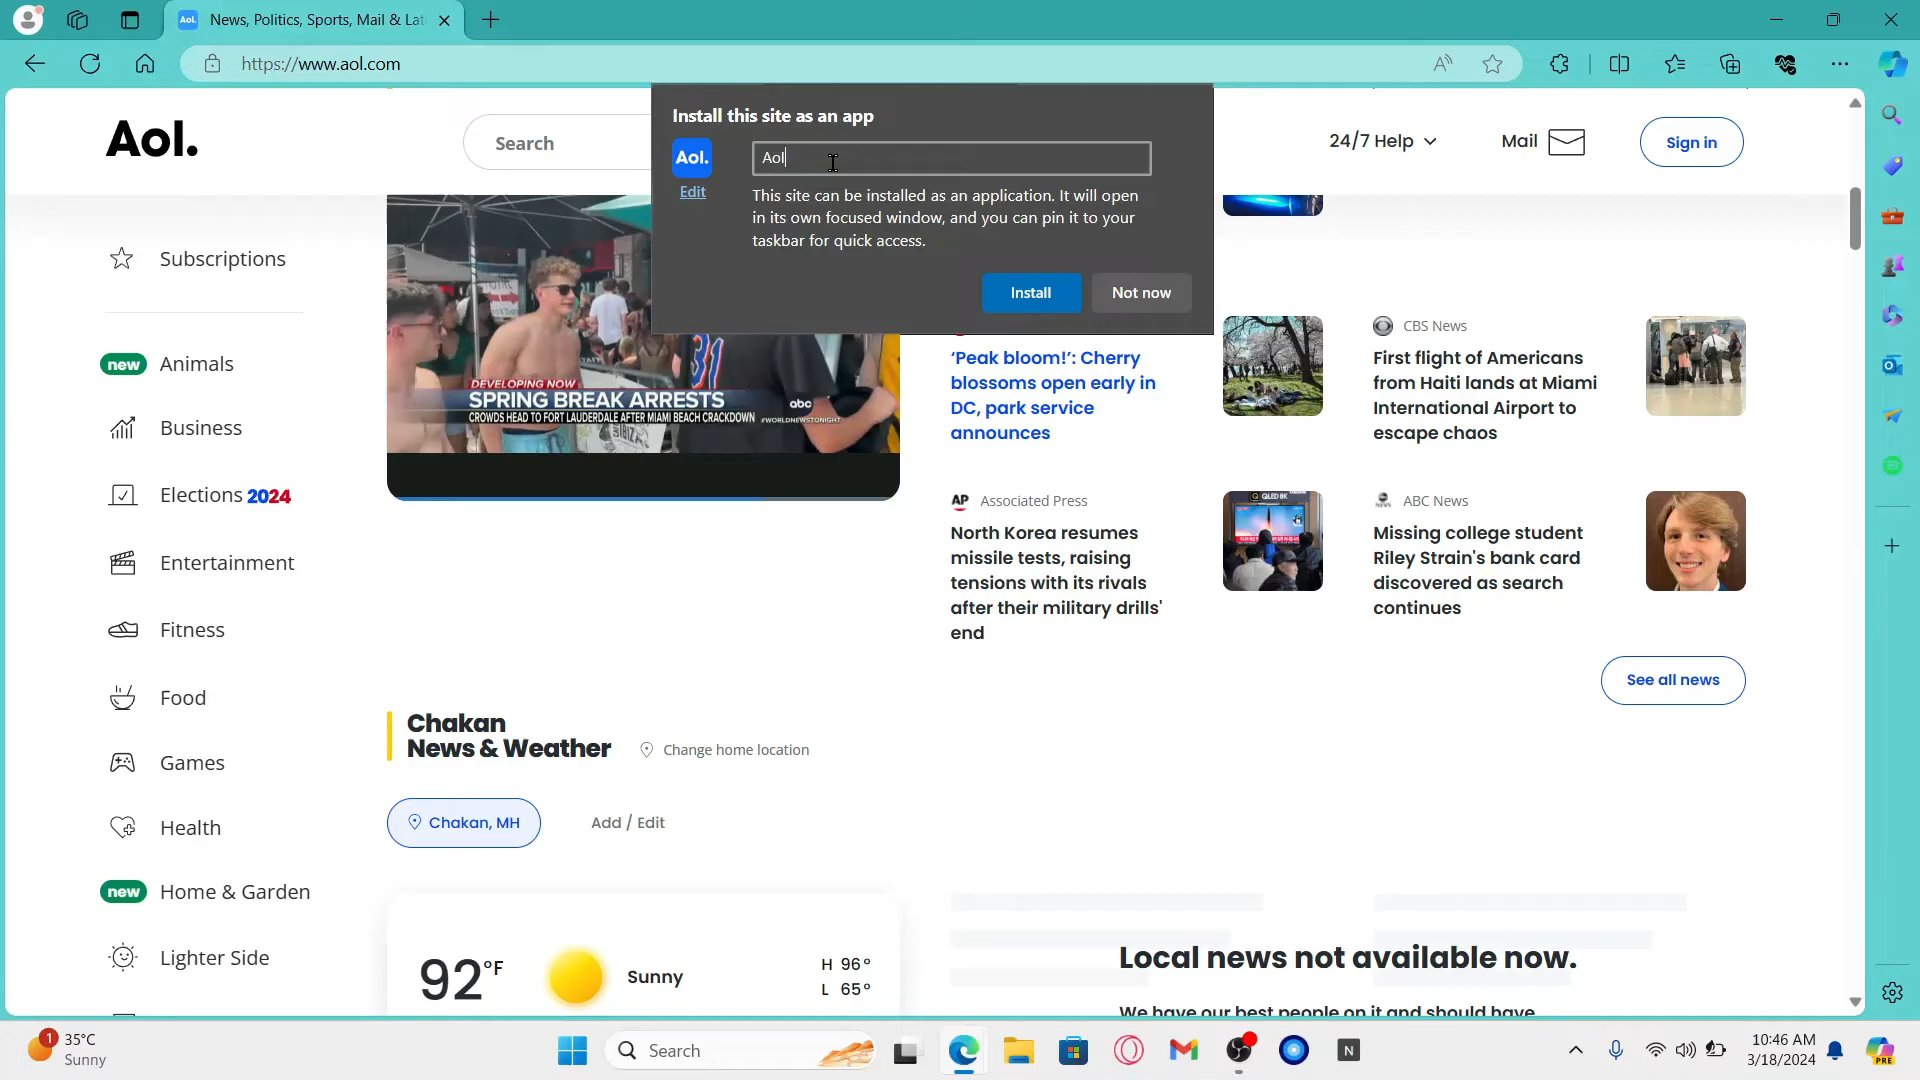 Aol.
News, Politics, Sports, Mail & Lat
https://www.aol.com
Install this site as an app
Aol.
Aol
Edit
This site can be installed as an application. It will open
in its own focused window, and you can pin it to your
taskbar for quick access.
Install
Not now
Aol.
Search
24/7 Help
Mail
Sign in
Subscriptions
new
Animals
Business
Elections 2024
Entertainment
Fitness
Food
Games
Health
new
Home & Garden
Lighter Side
DEVELOPING NOW
SPRING BREAK ARRESTS
CROWDS HEAD TO FORT LAUDERDALE AFTER MIAMI BEACH CRACKDOWN
abc
#WORLDNEWSTONIGHT
31
‘Peak bloom!’: Cherry
blossoms open early in
DC, park service
announces
CBS News
First flight of Americans
from Haiti lands at Miami
International Airport to
escape chaos
AP
Associated Press
North Korea resumes
missile tests, raising
tensions with its rivals
after their military drills'
end
QLED 8K
ABC News
Missing college student
Riley Strain's bank card
discovered as search
continues
See all news
Chakan
News & Weather
Change home location
Chakan, MH
Add / Edit
92°F
Sunny
H 96°
L 65°
Local news not available now.
We have our best people on it and should have
1
35°C
Sunny
Search
N
10:46 AM
3/18/2024
PRE